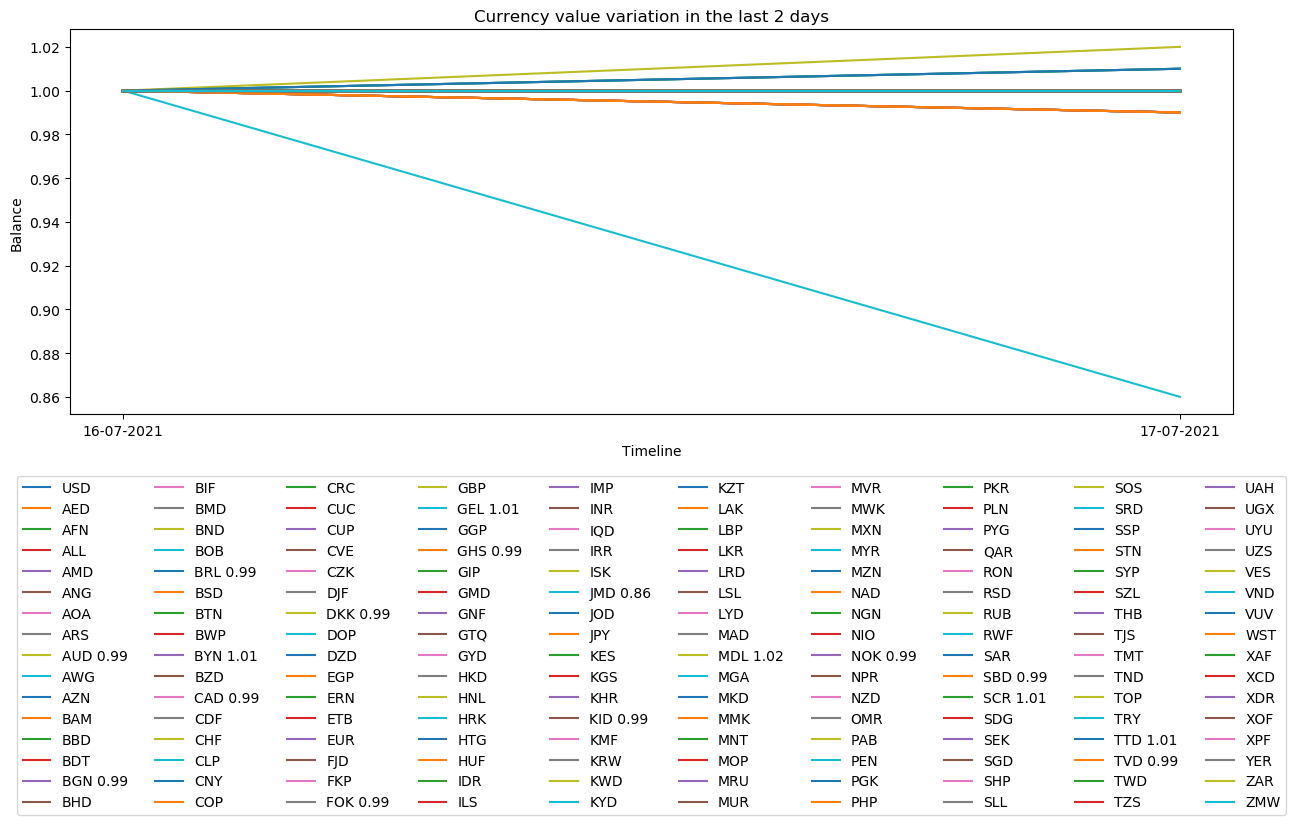 Currency value variation in the last 2 days
1.02
1.00
0.98
0.96
0.94
0.92
0.90
0.88
0.86
Balance
16-07-2021 17-07-2021
Timeline
USD BIF CRC GBP IMP KZT MVR PKR SOS UAH
AED BMD CUC GEL 1.01 INR LAK MWK PLN SRD UGX
AFN BND CUP GGP IQD LBP MXN PYG SSP UYU
ALL BOB CVE GHS 0.99 IRR LKR MYR QAR STN UZS
AMD BRL 0.99 CZK GIP ISK LRD MZN RON SYP VES
ANG BSD DJF GMD JMD 0.86 LSL NAD RSD SZL VND
AOA BTN DKK 0.99 GNF JOD LYD NGN RUB THB VUV
ARS BWP DOP GTQ JPY MAD NIO RWF TJS WST
AUD 0.99 BYN 1.01 DZD GYD KES MDL 1.02 NOK 0.99 SAR TMT XAF
AWG BZD EGP HKD KGS MGA NPR SBD 0.99 TND XCD
AZN CAD 0.99 ERN HNL KHR MKD NZD SCR 1.01 TOP XDR
BAM CDF ETB HRK KID 0.99 MMK OMR SDG TRY XOF
BBD CHF EUR HTG KMF MNT PAB SEK TTD 1.01 XPF
BDT CLP FJD HUF KRW MOP PEN SGD TVD 0.99 YER
BGN 0.99 CNY FKP IDR KWD MRU PGK SHP TWD ZAR
BHD COP FOK 0.99 ILS KYD MUR PHP SLL TZS ZMW